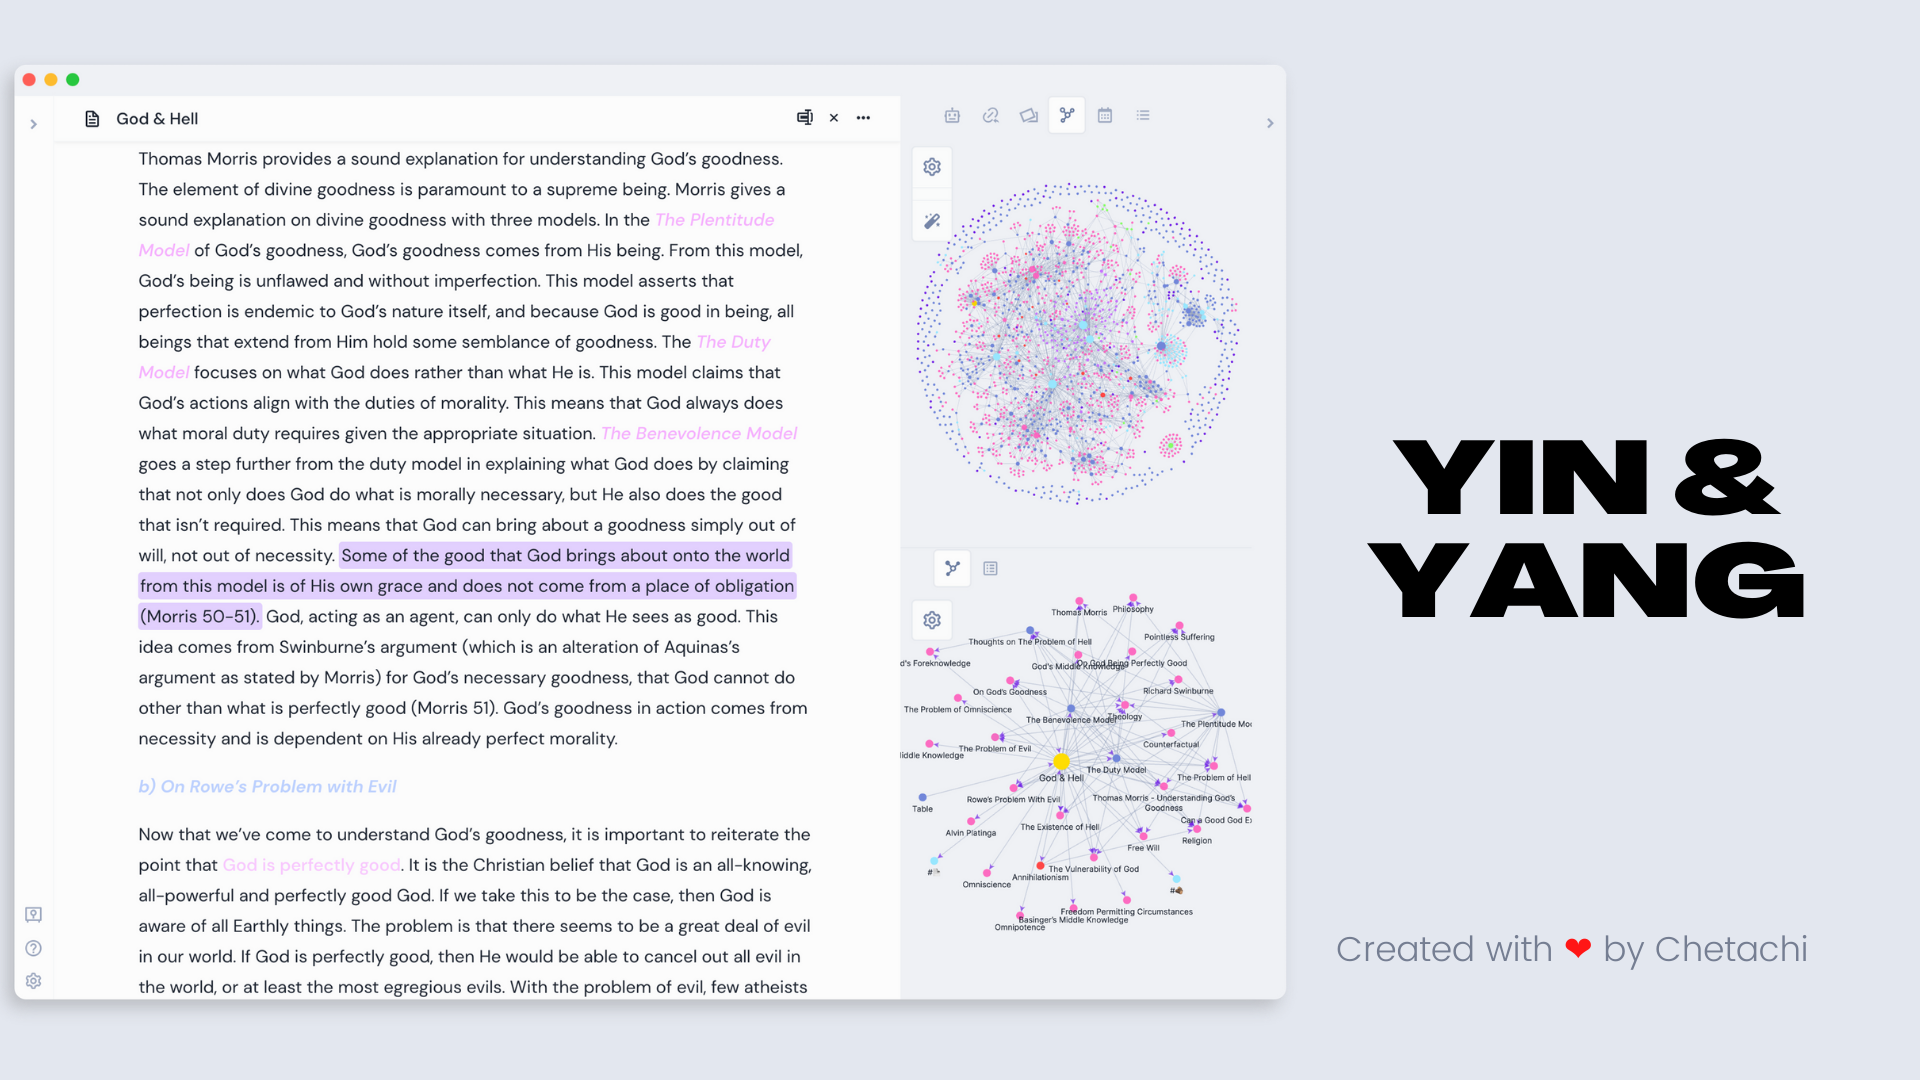 God & Hell
Thomas Morris provides a sound explanation for understanding God's goodness.
The element of divine goodness is paramount to a supreme being. Morris gives a
sound explanation on divine goodness with three models. In the The Plentitude
Model of God's goodness, God's goodness comes from His being. From this model,
God's being is unflawed and without imperfection. This model asserts that
perfection is endemic to God's nature itself, and because God is good in being, all
beings that extend from Him hold some semblance of goodness. The The Duty
Model focuses on what God does rather than what He is. This model claims that
God's actions align with the duties of morality. This means that God always does
what moral duty requires given the appropriate situation. The Benevolence Model
goes a step further from the duty model in explaining what God does by claiming
that not only does God do what is morally necessary, but He also does the good
that isn't required. This means that God can bring about a goodness simply out of
will, not out of necessity. Some of the good that God brings about onto the world
from this model is of His own grace and does not come from a place of obligation
(Morris 50-51). God, acting as an agent, can only do what He sees as good. This
idea comes from Swinburne's argument (which is an alteration of Aquinas's
argument as stated by Morris) for God's necessary goodness, that God cannot do
other than what is perfectly good (Morris 51). God's goodness in action comes from
necessity and is dependent on His already perfect morality.
b) On Rowe's Problem with Evil
Now that we've come to understand God's goodness, it is important to reiterate the
point that God is perfectly good. It is the Christian belief that God is an all-knowing,
all-powerful and perfectly good God. If we take this to be the case, then God is
aware of all Earthly things. The problem is that there seems to be a great deal of evil
in our world. If God is perfectly good, then He would be able to cancel out all evil in
the world, or at least the most egregious evils. With the problem of evil, few atheists
Thomas Morris
Philosophy
Pointless Suffering
Thoughts on The Problem of Hell
d's Foreknowledge
God's Middle Knowledge
On God Being Perfectly Good
On God's Goodness
Richard Swinburne
The Problem of Omniscience
The Benevolence Model
Theology
The Plentitude Mod
Counterfactual
iddle Knowledge
The Problem of Evil
God & Hell
The Duty Model
The Problem of Hell
Rowe's Problem With Evil
Thomas Morris - Understanding God's
Goodness
Table
Can a Good God Ex
Alvin Platinga
The Existence of Hell
Religion
Free Will
The Vulnerability of God
#
Annihilationism
Omniscience
#
Freedom Permitting Circumstances
Basinger's Middle Knowledge
Omnipotence
YIN &
YANG
Created with ❤ by Chetachi